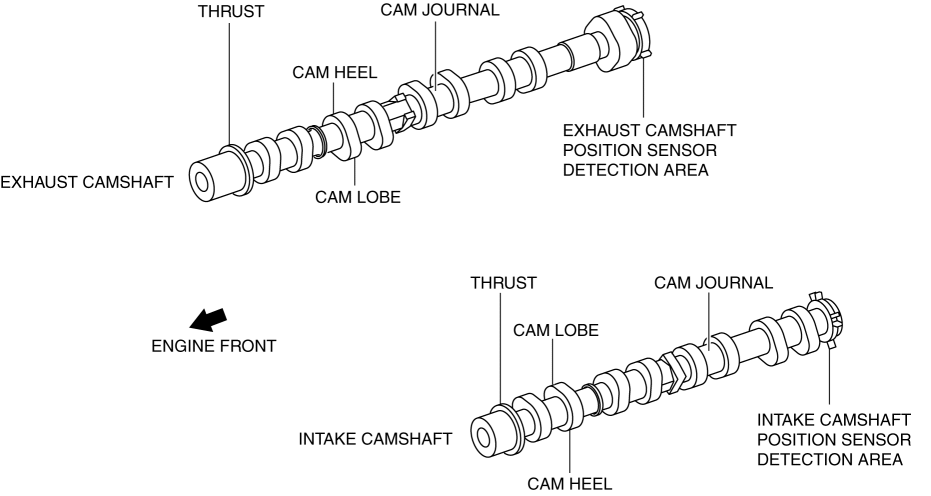 THRUST
CAM JOURNAL
CAM HEEL
EXHAUST CAMSHAFT
POSITION SENSOR
DETECTION AREA
EXHAUST CAMSHAFT
CAM LOBE
THRUST
CAM JOURNAL
CAM LOBE
ENGINE FRONT
INTAKE CAMSHAFT
POSITION SENSOR
DETECTION AREA
INTAKE CAMSHAFT
CAM HEEL